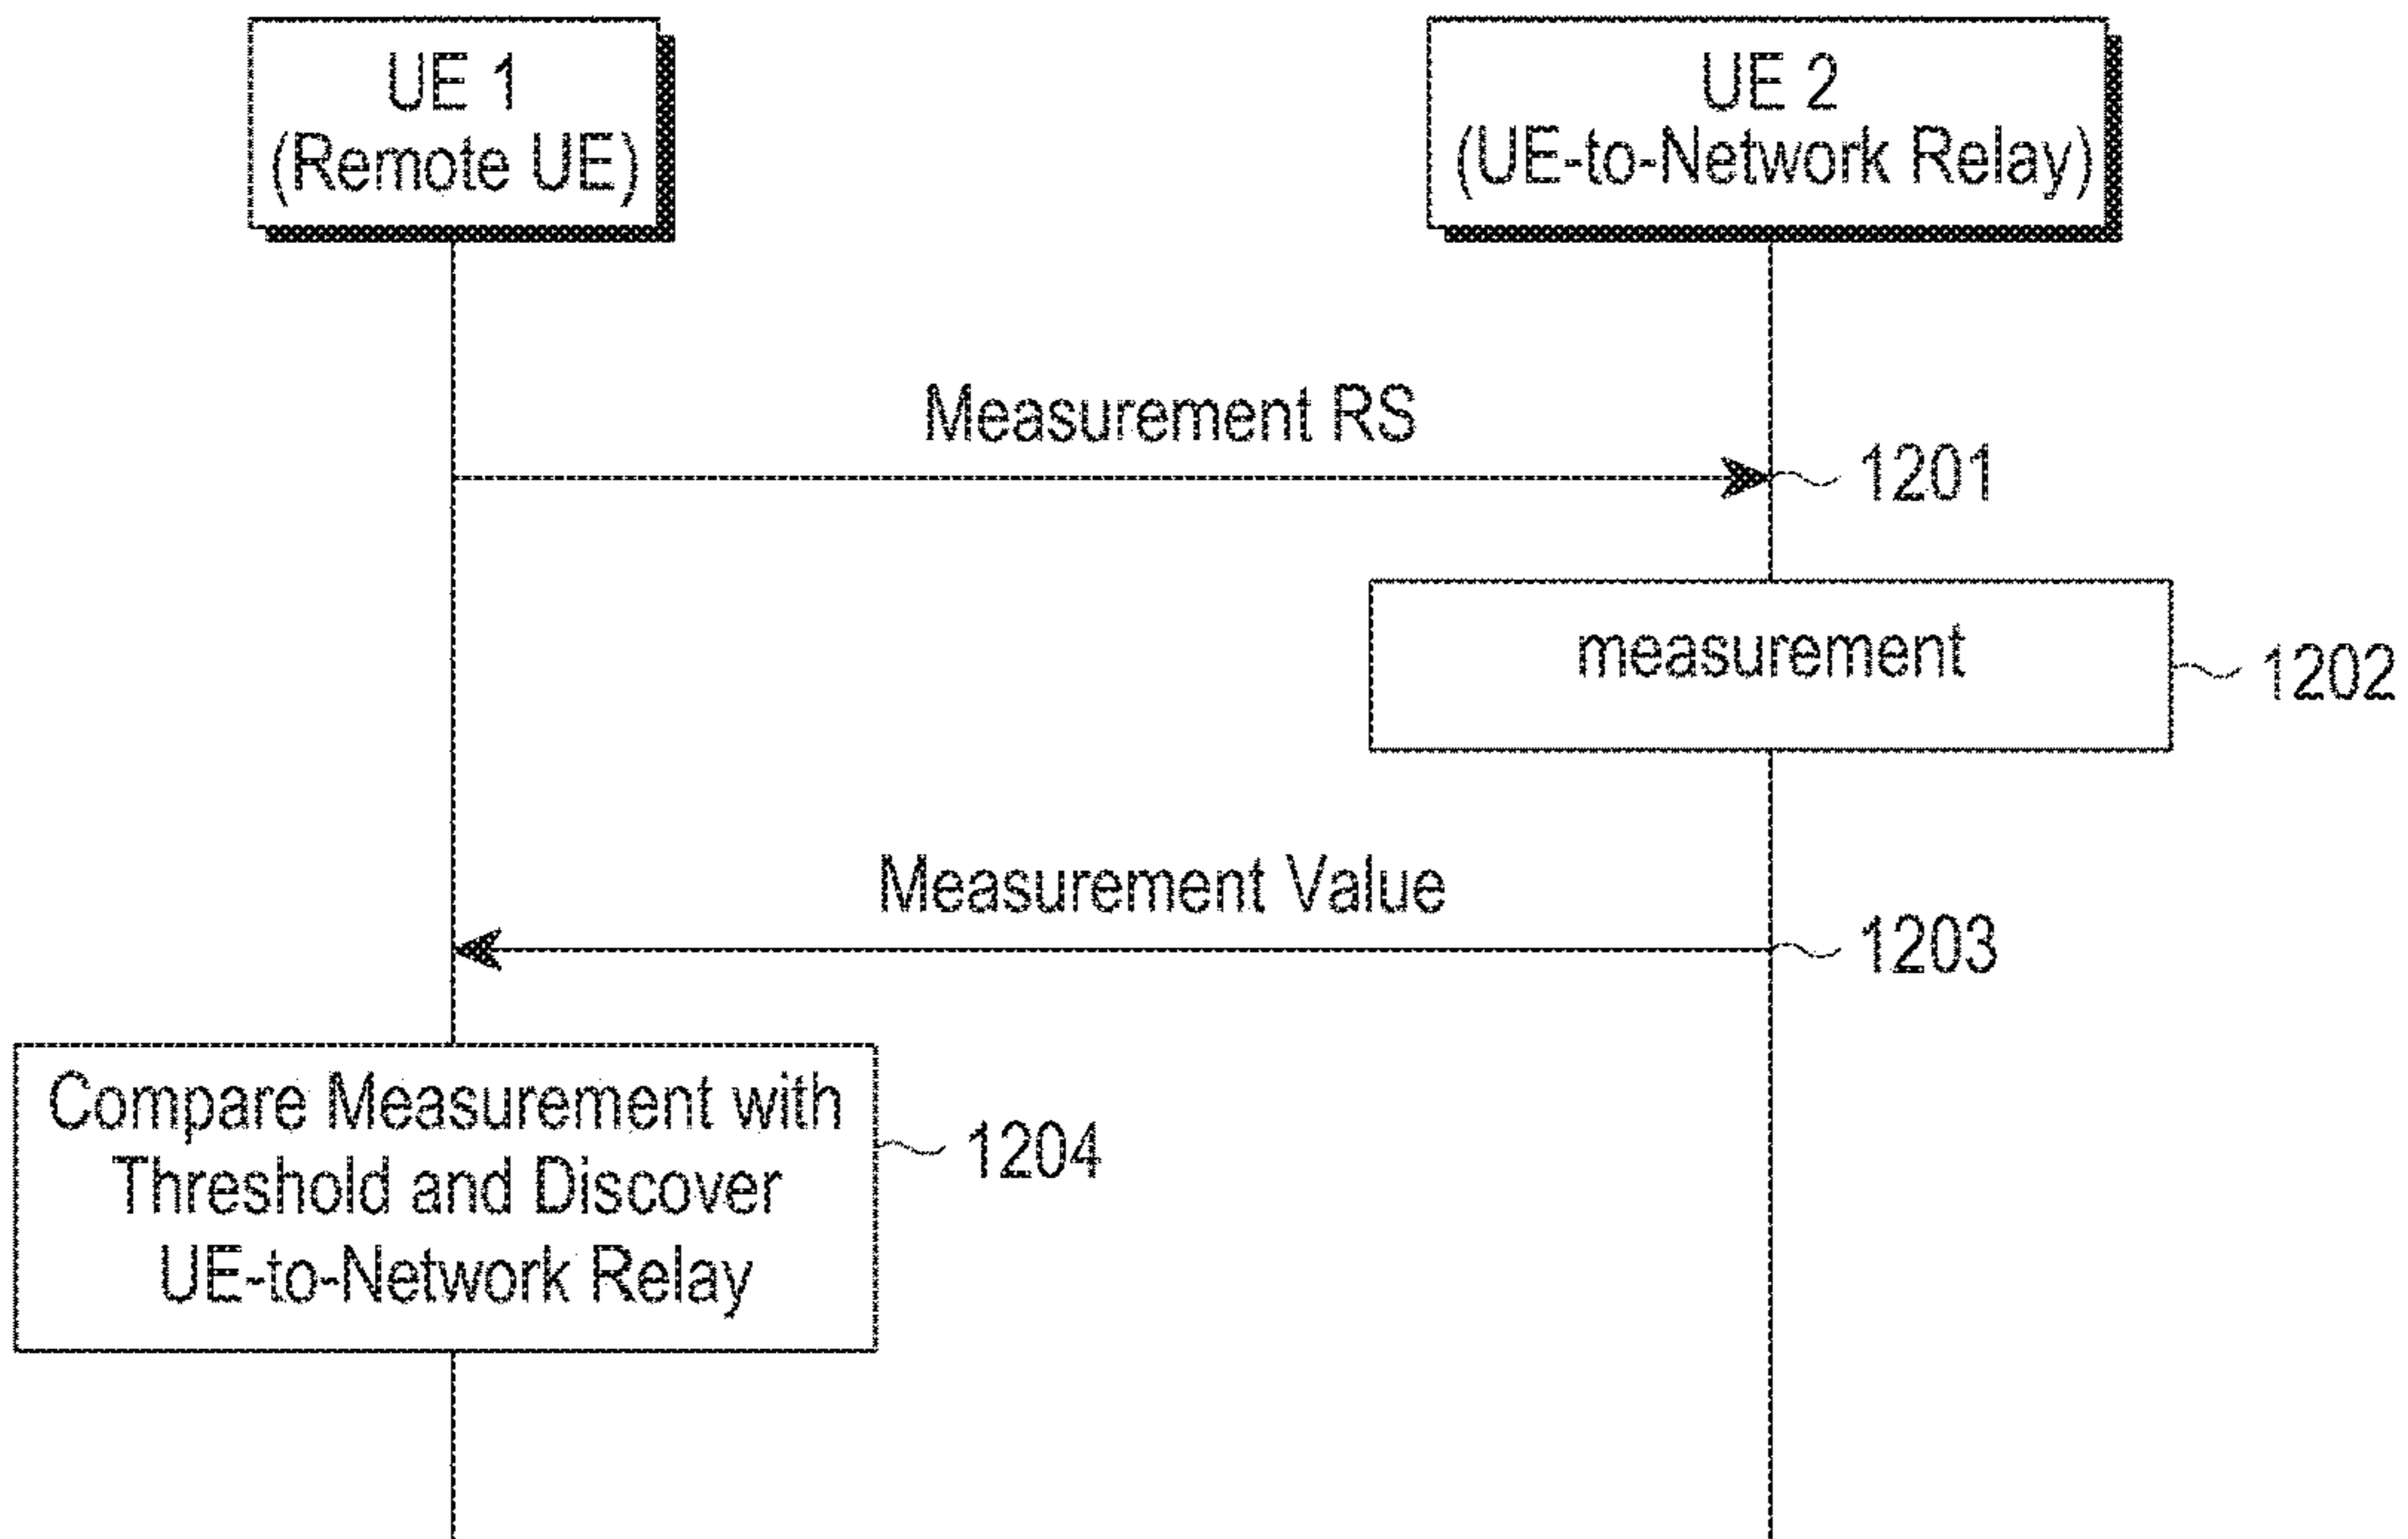 UE 1
(Remote UE)
UE 2
(UE-to-Network Relay)
Measurement RS
1201
measurement
1202
Measurement Value
1203
Compare Measurement with
Threshold and Discover
UE-to-Network Relay
1204